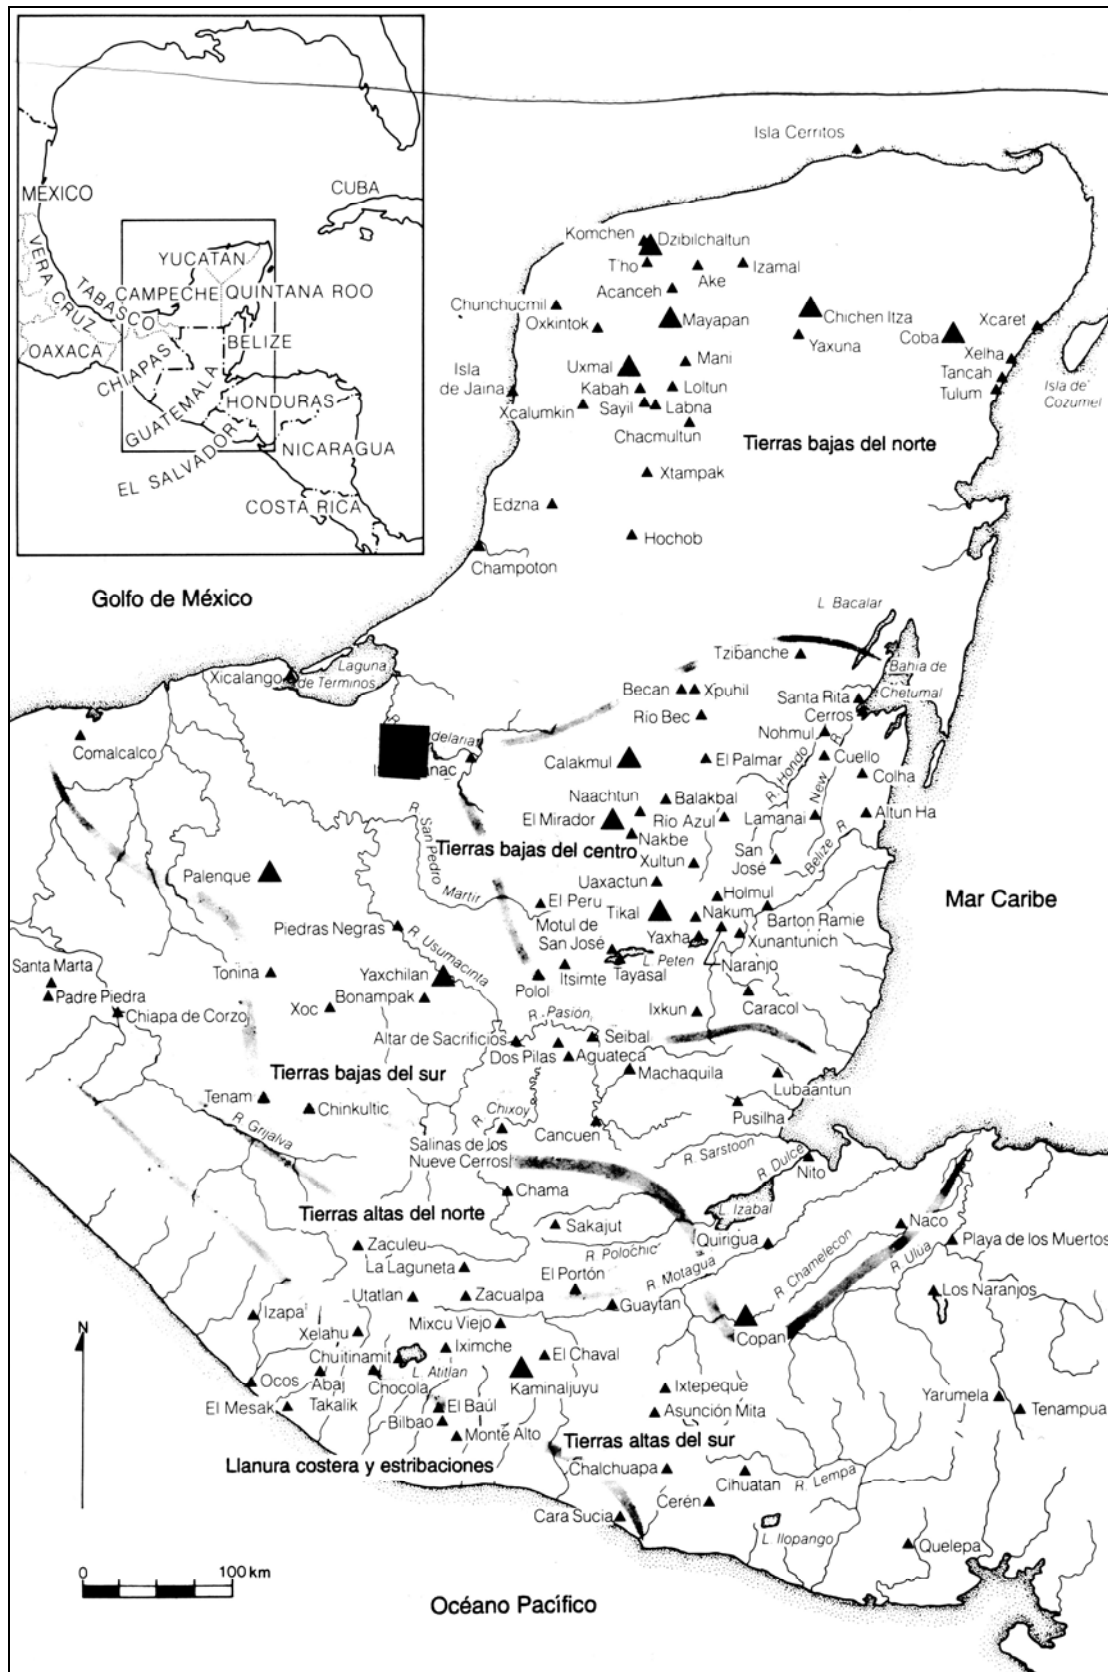 MÉXICO
VERA CRUZ
TABASCO
OAXACA
CHIAPAS
CAMPECHE
YUCATAN
QUINTANA ROO
BELIZE
GUATEMALA
HONDURAS
EL SALVADOR
NICARAGUA
COSTA RICA
CUBA
Isla Cerritos
Komchen
Dzibilchaltun
T'ho
Ake
Izamal
Acanceh
Chunchucmil
Oxkintok
Mayapan
Chichen Itza
Yaxuna
Coba
Xcaret
Xelha
Tancah
Tulum
Isla de
Cozumel
Uxmal
Mani
Isla
de Jaina
Kabah
Loltun
Xcalumkin
Sayil
Labna
Chacmultun
Tierras bajas del norte
Xtampak
Edzna
Hochob
Champoton
Golfo de México
L. Bacalar
Tzibanche
Bahia de
Chetumal
Xicalango
Laguna
de Terminos
Becan
Xpuhil
Santa Rita
Cerros
Río Bec
Comalcalco
Nohmul
Calakmul
El Palmar
R. Hondo
Cuello
Colha
New R.
Naachtun
Balakbal
El Mirador
Río Azul
Lamanai
Altun Ha
Nakbe
R. San Pedro
Martir
Tierras bajas del centro
Xultun
San
José
Belize R.
Palenque
Uaxactun
El Peru
Holmul
Tikal
Nakum
Barton Ramie
Mar Caribe
Piedras Negras
R. Usumacinta
Motul de
San José
Yaxha
Xunantunich
Santa Marta
Tonina
Yaxchilan
L. Peten
Tayasal
Naranjo
Itsimte
Polol
Padre Piedra
Bonampak
Xoc
Ixkun
Caracol
Chiapa de Corzo
R. Pasión
Altar de Sacrificios
Seibal
Dos Pilas
Aguateca
Tierras bajas del sur
Machaquila
Lubaantun
Tenam
Chinkultic
Pusilha
R. Chixoy
Cancuen
R. Grijalva
Salinas de los
Nueve Cerros
R. Sarstoon
R. Dulce
Nito
Chama
L. Izabal
Tierras altas del norte
Sakajut
Naco
Zaculeu
R. Polochic
Quirigua
Playa de los Muertos
La Laguneta
R. Motagua
R. Chamelecon
R. Ulua
El Portón
Utatlan
Zacualpa
Guaytan
Los Naranjos
Izapa
Mixcu Viejo
Xelahu
Copan
Iximche
Chuitinamit
El Chaval
L. Atitlan
Ocos
Abaj
Takalik
Chocola
Kaminaljuyu
Ixtepeque
El Mesak
El Baúl
Asunción Mita
Yarumela
Tenampua
Bilbao
Monte Alto
Tierras altas del sur
Llanura costera y estribaciones
Chalchuapa
Cihuatan
R. Lempa
Cerén
Cara Sucia
L. Ilopango
Quelepa
N
0
100 km
Océano Pacífico